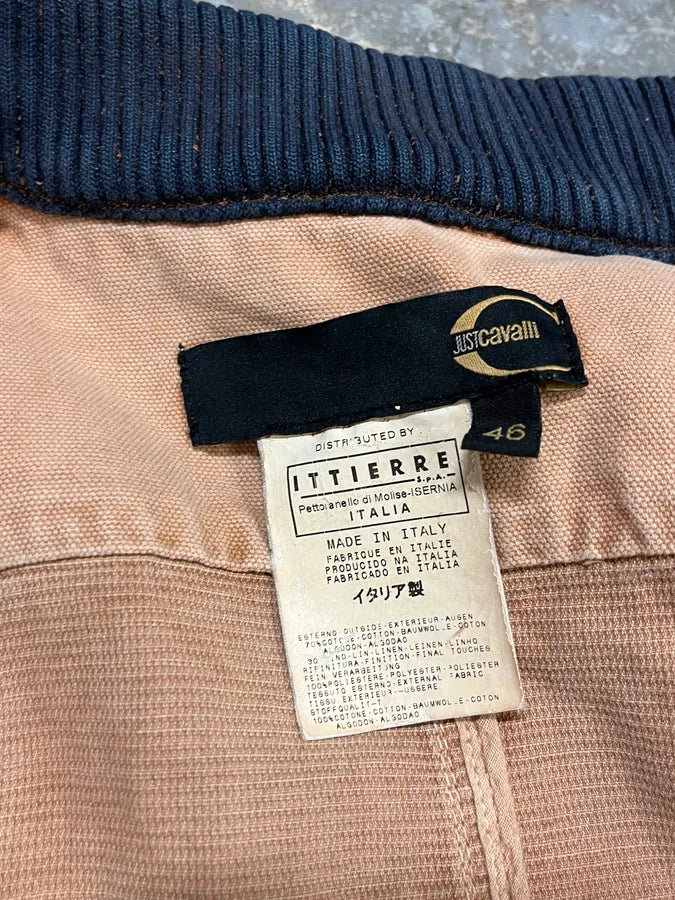 JUST cavalli
46
DISTRIBUTED BY
ITTIERRE
S.p.A.
Pettoranello di Molise-ISERNIA
ITALIA
MADE IN ITALY
FABRIQUE EN ITALIE
PRODUCIDO NA ITALIA
FABRICADO EN ITALIA
イタリア製
ESTERNO-OUTSIDE-EXTERIEUR-AUSEN
70%COTONE-COTTON-BAUMWOLLE-COTON
ALGODON-ALGODAO
30 LINO-LIN-LINEN-LEINEN-LINHO
RIFINITURA-FINITION-FINAL TOUCHES
FEIN VERARBEITUNG
100%POLIESTERE-POLYESTER-POLIESTER
TESSUTO ESTERNO-EXTERNAL FABRIC
TISSU EXTERIEUR-USSERE
STOFFQUALIT-T
100%COTONE-COTTON-BAUMWOLLE-COTON
ALGODON-ALGODAO